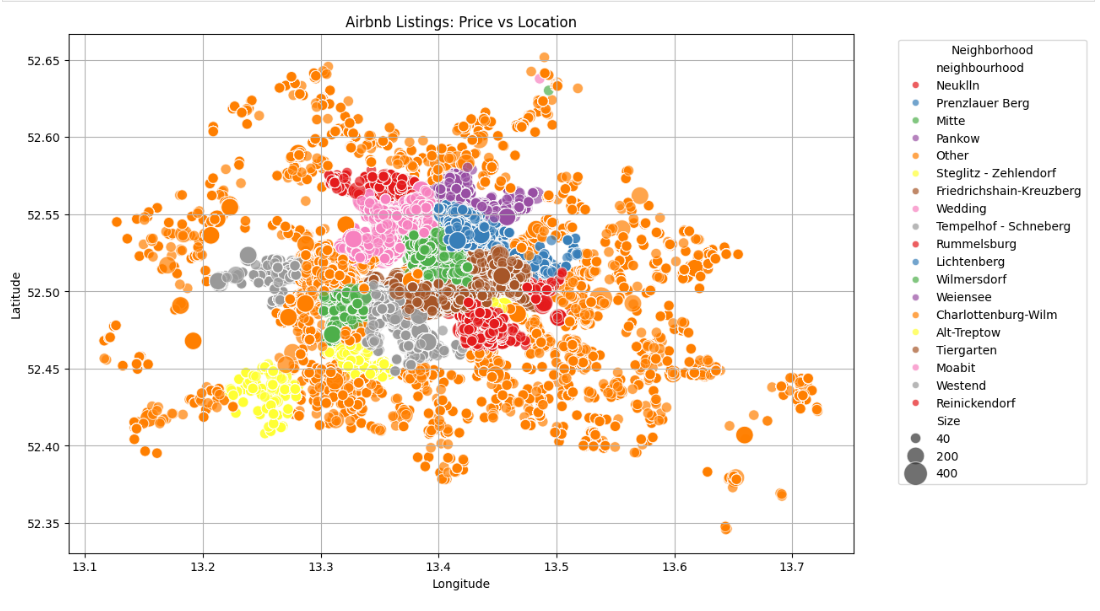 Airbnb Listings: Price vs Location
52.65
52.60
52.55
52.50
52.45
52.40
52.35
Latitude
13.1 13.2 13.3 13.4 13.5 13.6 13.7
Longitude
Neighborhood
neighbourhood
Neuklln
Prenzlauer Berg
Mitte
Pankow
Other
Steglitz - Zehlendorf
Friedrichshain-Kreuzberg
Wedding
Tempelhof - Schneberg
Rummelsburg
Lichtenberg
Wilmersdorf
Weiensee
Charlottenburg-Wilm
Alt-Treptow
Tiergarten
Moabit
Westend
Reinickendorf
Size
40
200
400